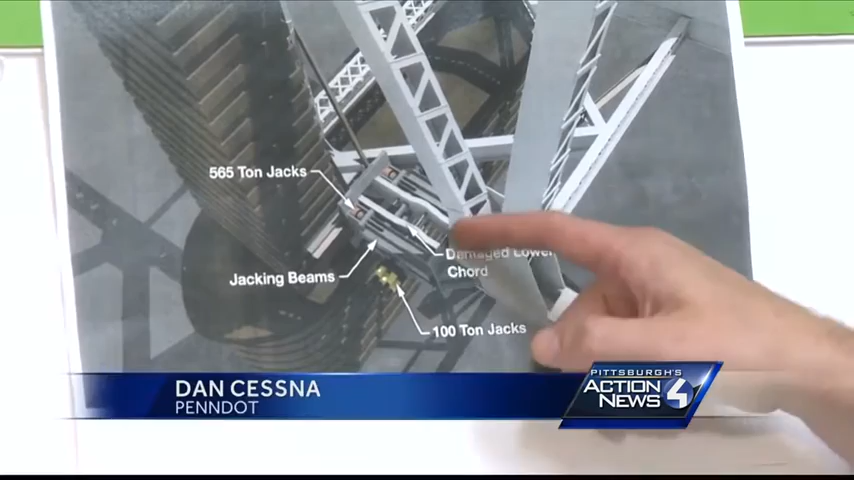 565 Ton Jacks
Damaged Lower
Chord
Jacking Beams
100 Ton Jacks
DAN CESSNA
PENNDOT
PITTSBURGH'S
ACTION
NEWS 4